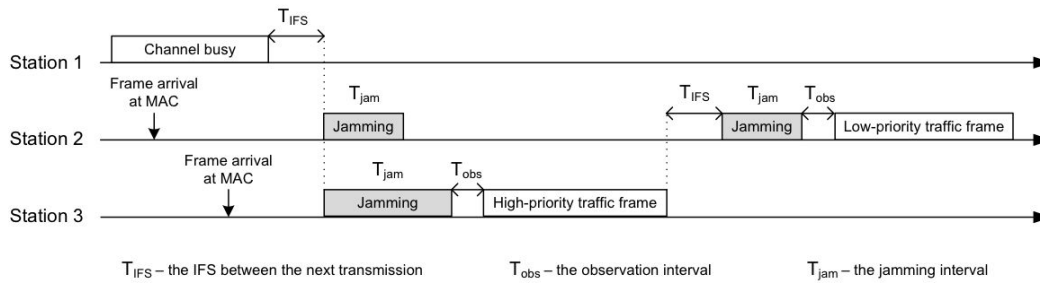 T_IFS
Station 1
Channel busy
Frame arrival
at MAC
T_jam
T_IFS
T_jam
T_obs
Station 2
Jamming
Jamming
Low-priority traffic frame
Frame arrival
at MAC
T_jam
T_obs
Station 3
Jamming
High-priority traffic frame
T_IFS – the IFS between the next transmission
T_obs – the observation interval
T_jam – the jamming interval